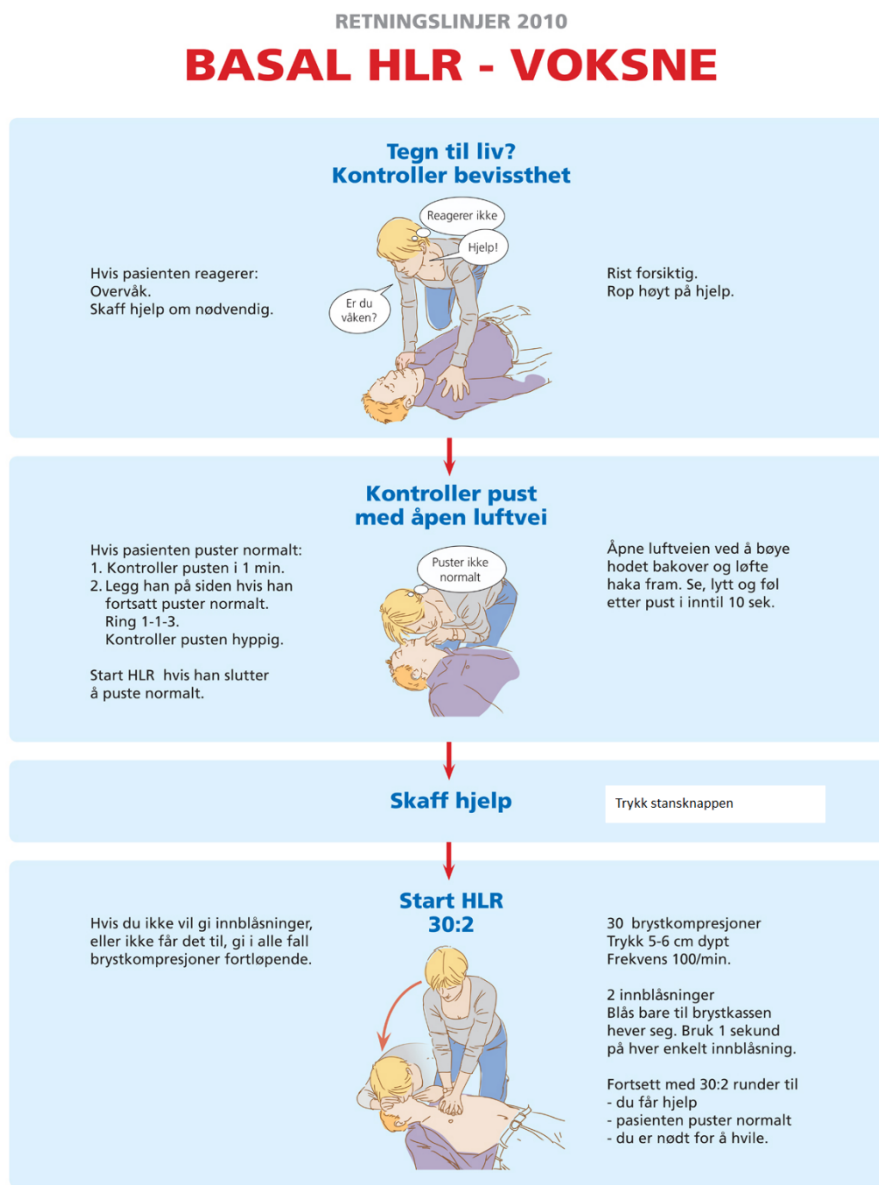 RETNINGSLINJER 2010
BASAL HLR - VOKSNE
Tegn til liv?
Kontroller bevissthet
Reagerer ikke
Hjelp!
Er du
våken?
Hvis pasienten reagerer:
Overvåk.
Skaff hjelp om nødvendig.
Rist forsiktig.
Rop høyt på hjelp.
Kontroller pust
med åpen luftvei
Puster ikke
normalt
Hvis pasienten puster normalt:
1. Kontroller pusten i 1 min.
2. Legg han på siden hvis han
fortsatt puster normalt.
Ring 1-1-3.
Kontroller pusten hyppig.
Start HLR hvis han slutter
å puste normalt.
Åpne luftveien ved å bøye
hodet bakover og løfte
haka fram. Se, lytt og føl
etter pust i inntil 10 sek.
Skaff hjelp
Trykk stansknappen
Start HLR
30:2
Hvis du ikke vil gi innblåsninger,
eller ikke får det til, gi i alle fall
brystkompresjoner fortløpende.
30 brystkompresjoner
Trykk 5-6 cm dypt
Frekvens 100/min.
2 innblåsninger
Blås bare til brystkassen
hever seg. Bruk 1 sekund
på hver enkelt innblåsning.
Fortsett med 30:2 runder til
- du får hjelp
- pasienten puster normalt
- du er nødt for å hvile.